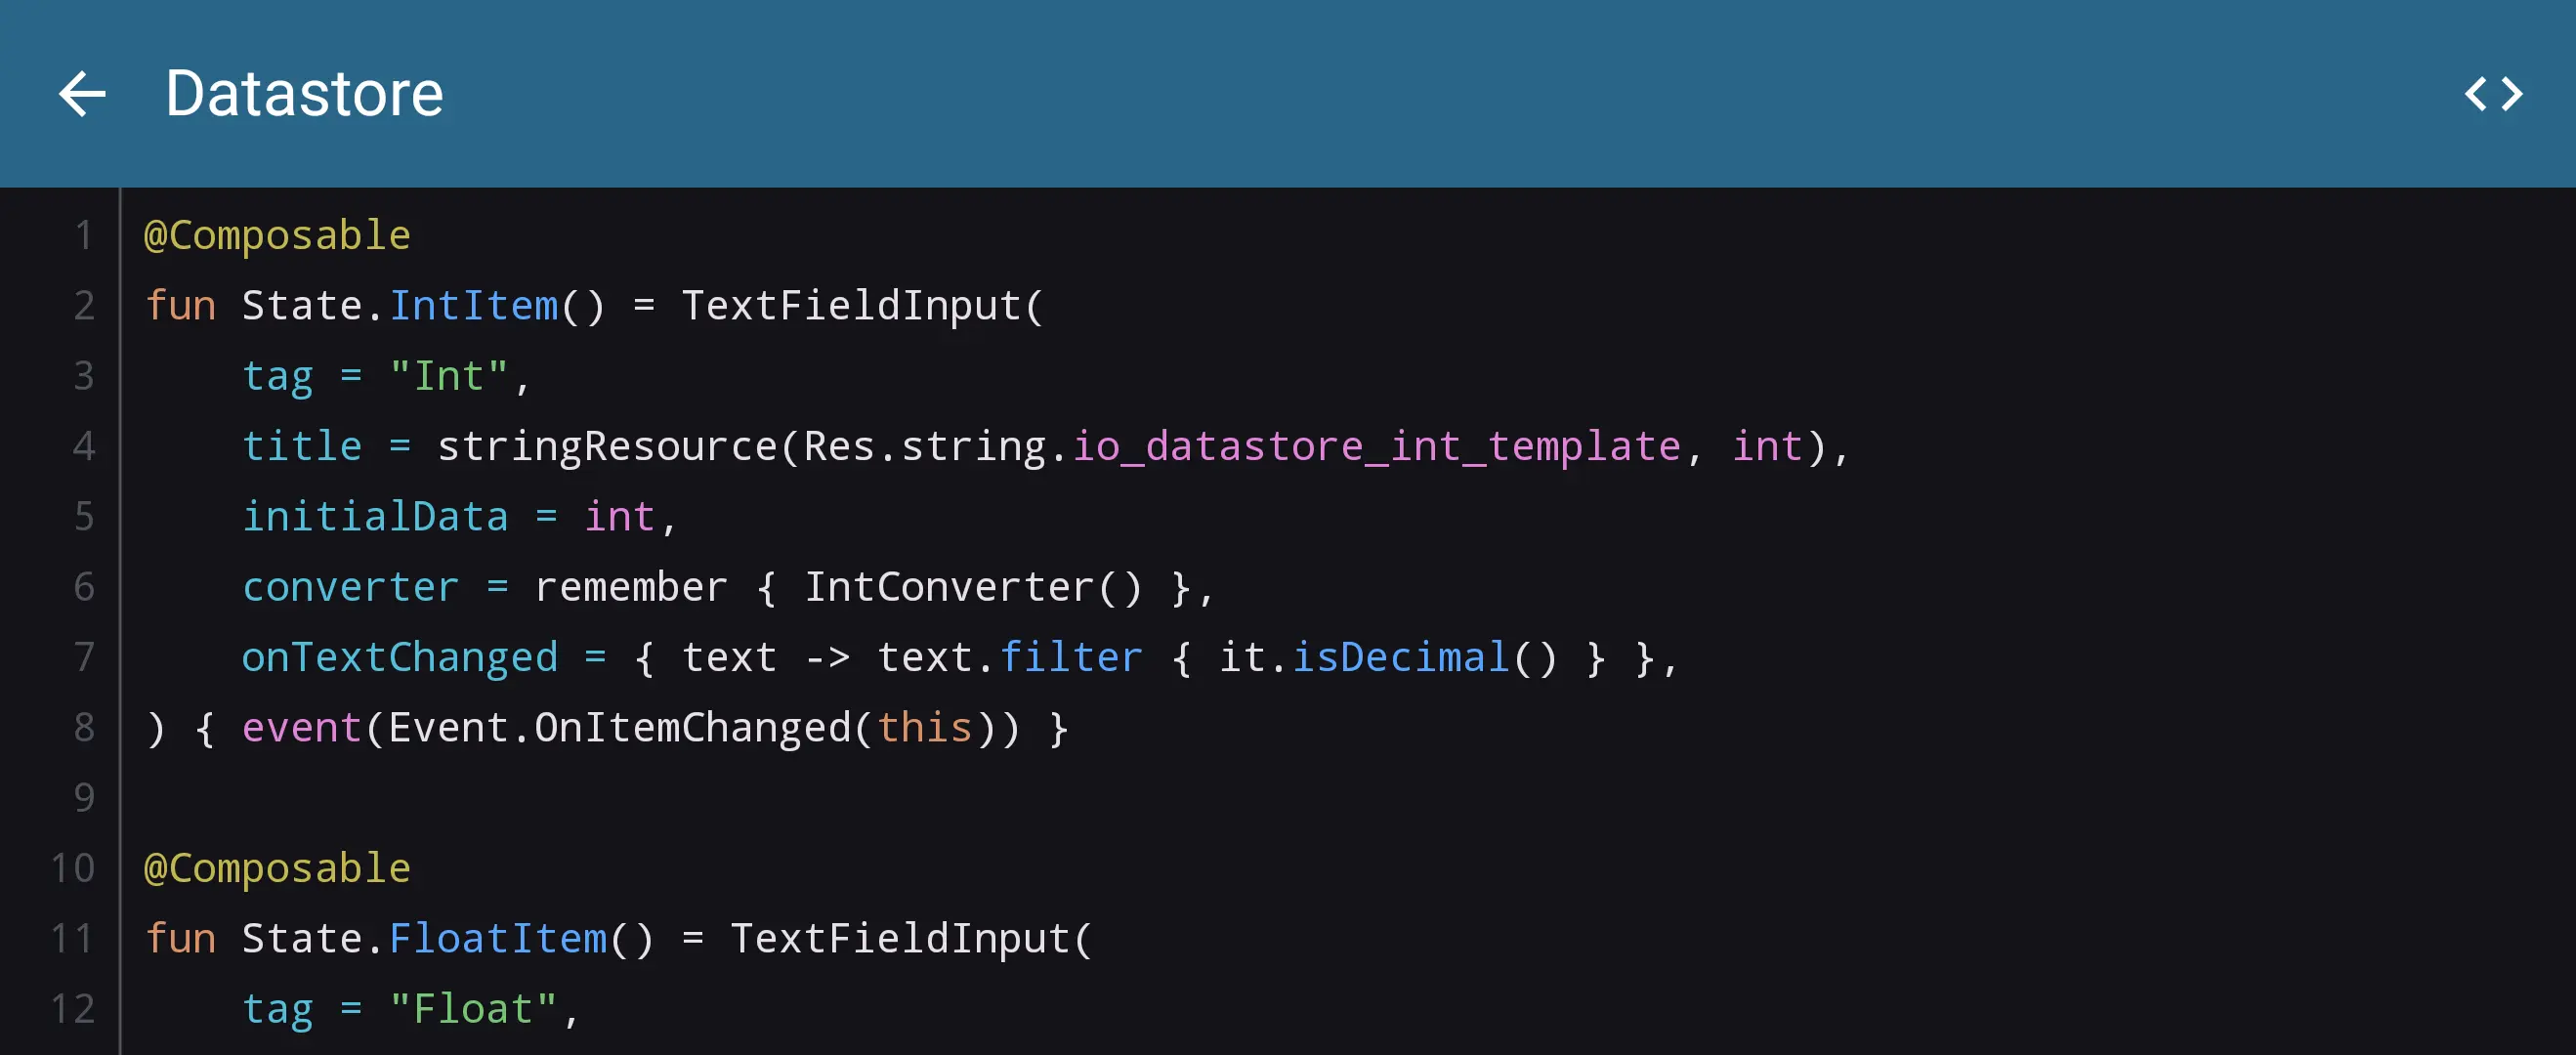 Datastore
1 @Composable
2 fun State.IntItem() = TextFieldInput(
3     tag = "Int",
4     title = stringResource(Res.string.io_datastore_int_template, int),
5     initialData = int,
6     converter = remember { IntConverter() },
7     onTextChanged = { text -> text.filter { it.isDecimal() } },
8 ) { event(Event.OnItemChanged(this)) }
9
10 @Composable
11 fun State.FloatItem() = TextFieldInput(
12     tag = "Float",